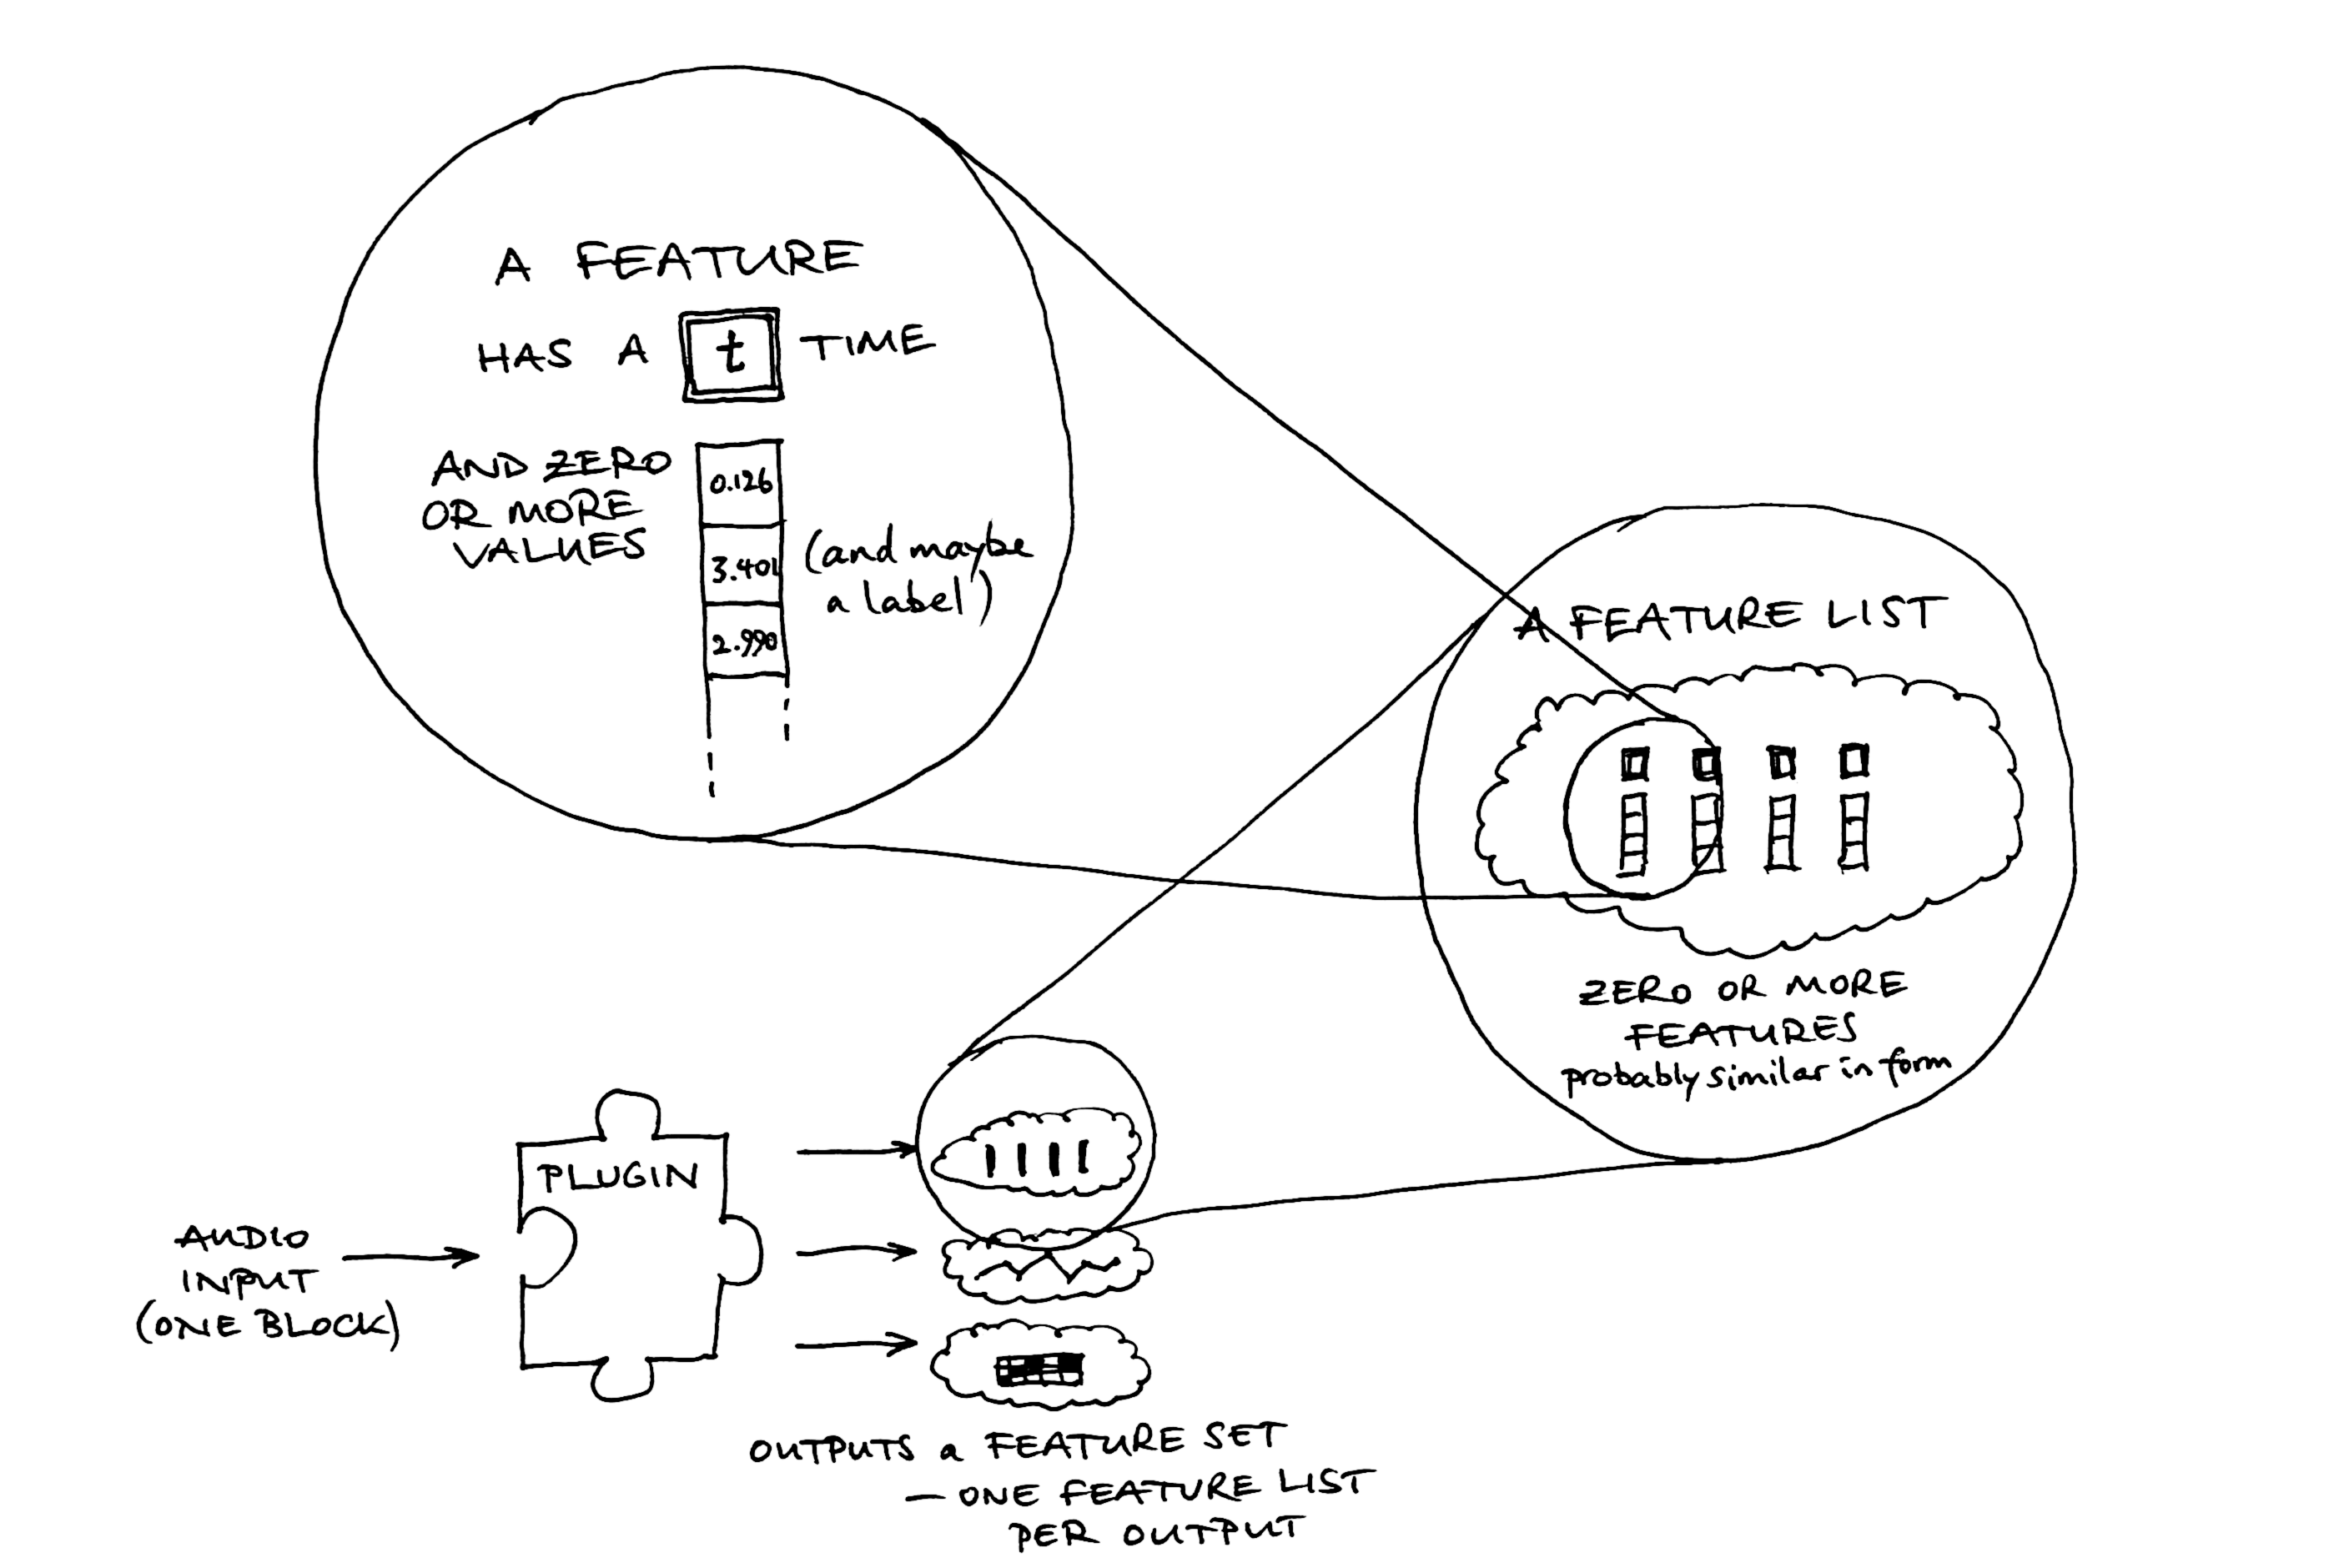 A FEATURE
HAS A t TIME
AND ZERO
OR MORE
VALUES
0.126
3.401
2.990
(and maybe
a label)
A FEATURE LIST
ZERO OR MORE
FEATURES
probably similar in form
PLUGIN
AUDIO
INPUT
(ONE BLOCK)
OUTPUTS a FEATURE SET
— ONE FEATURE LIST
PER OUTPUT